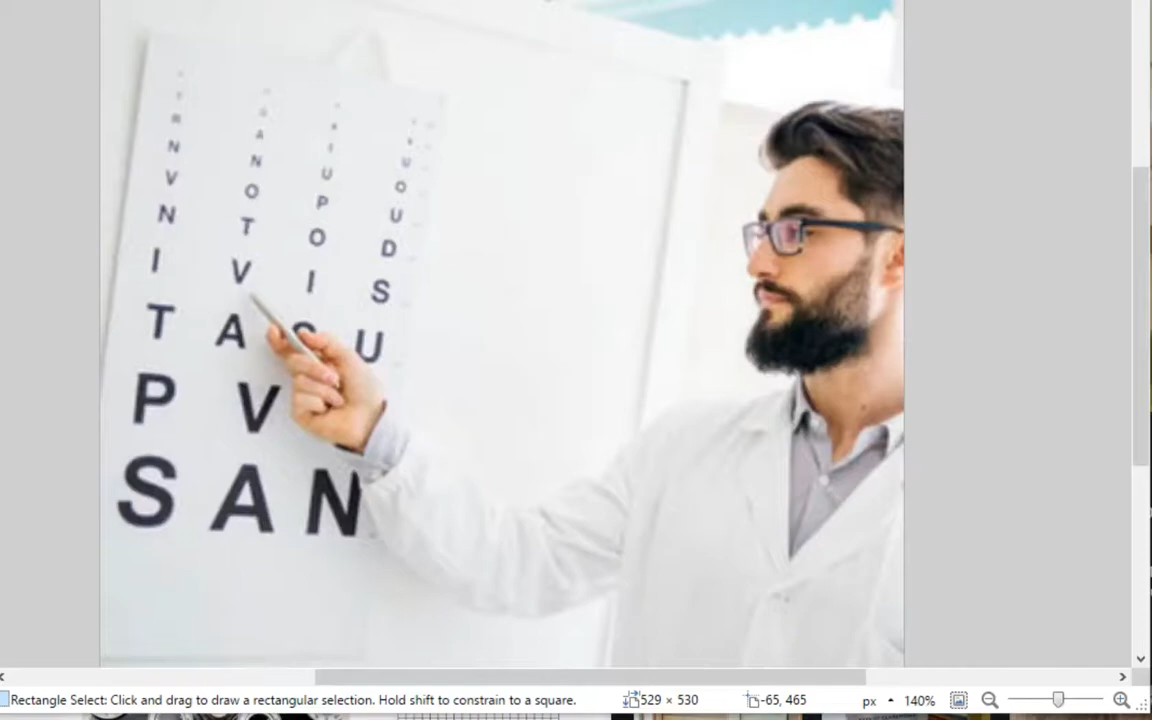 N N U O
V O P U
N T O D
I V I S
T A S U
P V
S A N
Rectangle Select: Click and drag to draw a rectangular selection. Hold shift to constrain to a square. 529 × 530 -65, 465 px 140%